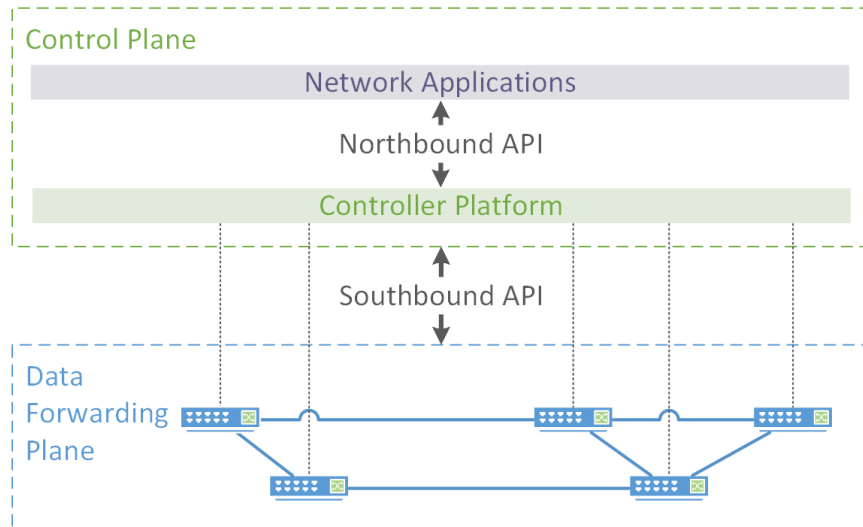 Control Plane
Network Applications
Northbound API
Controller Platform
Southbound API
Data
Forwarding
Plane